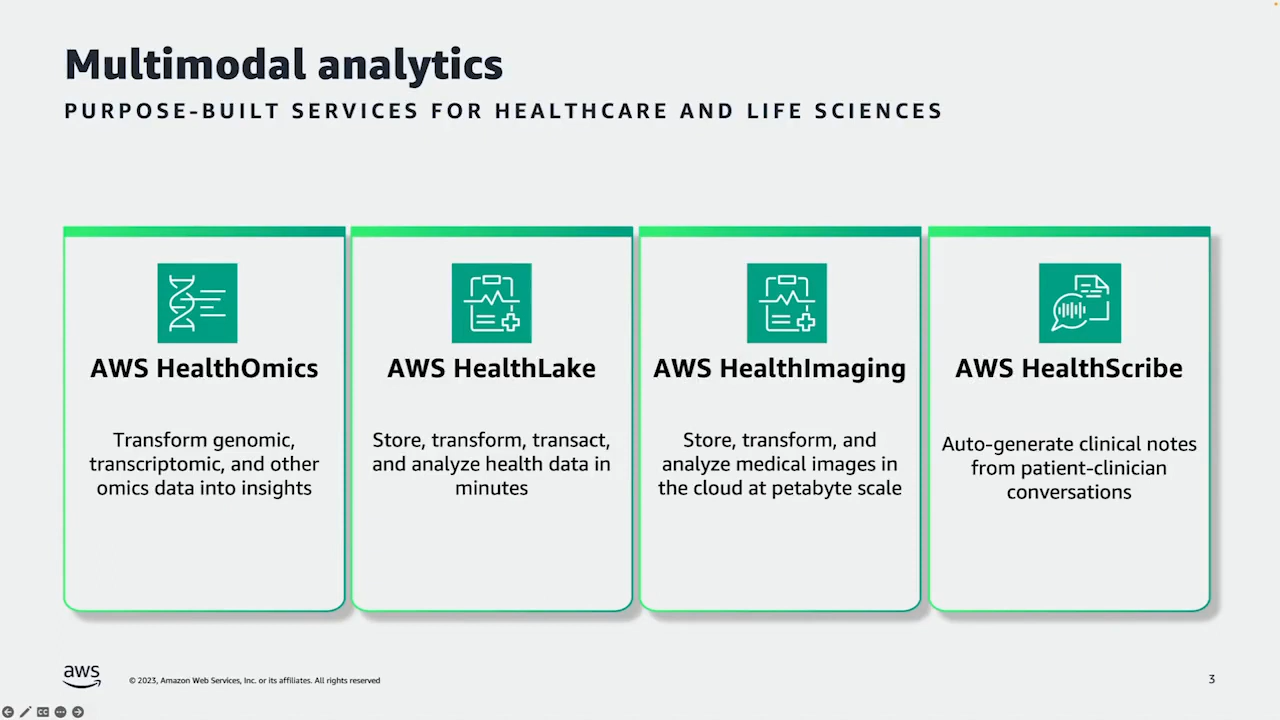 Multimodal analytics
PURPOSE-BUILT SERVICES FOR HEALTHCARE AND LIFE SCIENCES
AWS HealthOmics
Transform genomic,
transcriptomic, and other
omics data into insights
AWS HealthLake
Store, transform, transact,
and analyze health data in
minutes
AWS HealthImaging
Store, transform, and
analyze medical images in
the cloud at petabyte scale
AWS HealthScribe
Auto-generate clinical notes
from patient-clinician
conversations
aws
© 2023, Amazon Web Services, Inc. or its affiliates. All rights reserved
3
CC